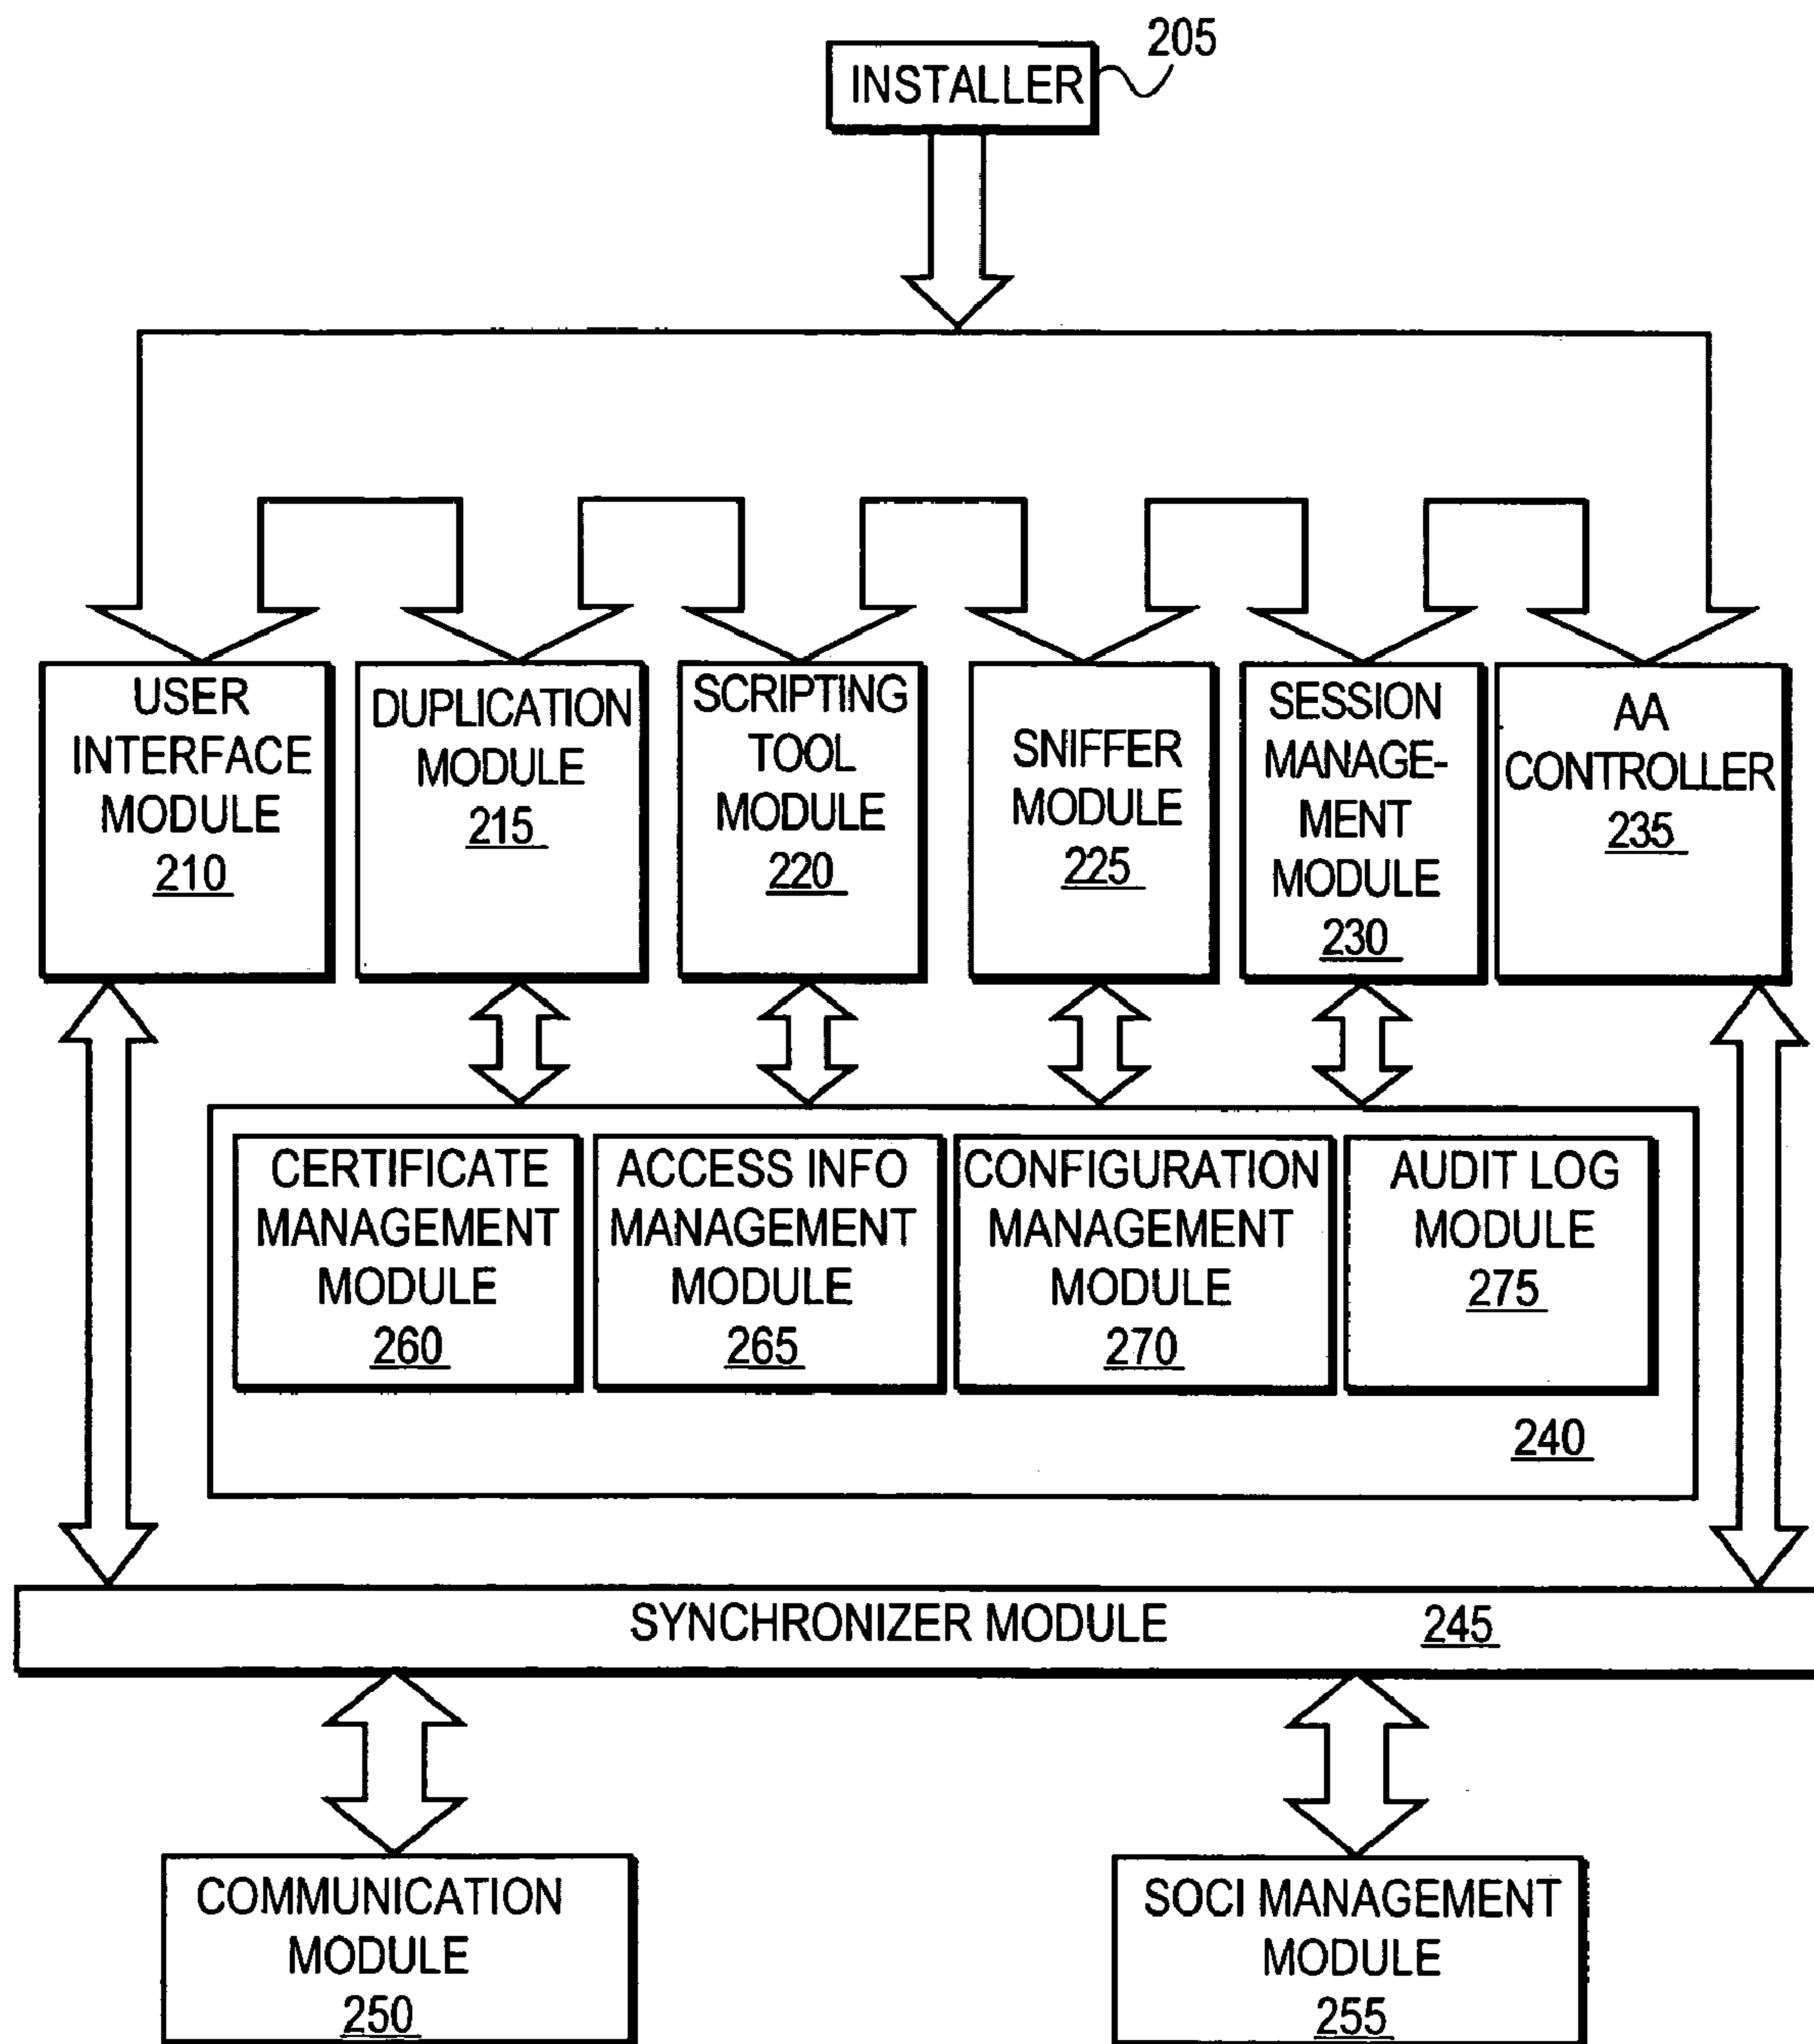 205
INSTALLER
USER
INTERFACE
MODULE
210
DUPLICATION
MODULE
215
SCRIPTING
TOOL
MODULE
220
SNIFFER
MODULE
225
SESSION
MANAGE-
MENT
MODULE
230
AA
CONTROLLER
235
CERTIFICATE
MANAGEMENT
MODULE
260
ACCESS INFO
MANAGEMENT
MODULE
265
CONFIGURATION
MANAGEMENT
MODULE
270
AUDIT LOG
MODULE
275
240
SYNCHRONIZER MODULE 245
COMMUNICATION
MODULE
250
SOCI MANAGEMENT
MODULE
255